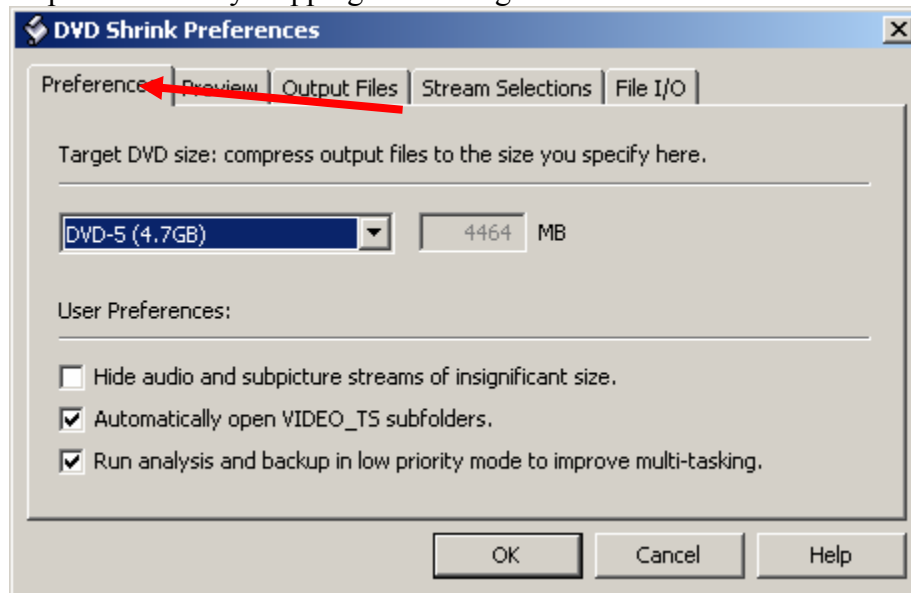 DVD Shrink Preferences
Preferences Preview Output Files Stream Selections File I/O
Target DVD size: compress output files to the size you specify here.
DVD-5 (4.7GB) 4464 MB
User Preferences:
Hide audio and subpicture streams of insignificant size.
Automatically open VIDEO_TS subfolders.
Run analysis and backup in low priority mode to improve multi-tasking.
OK Cancel Help